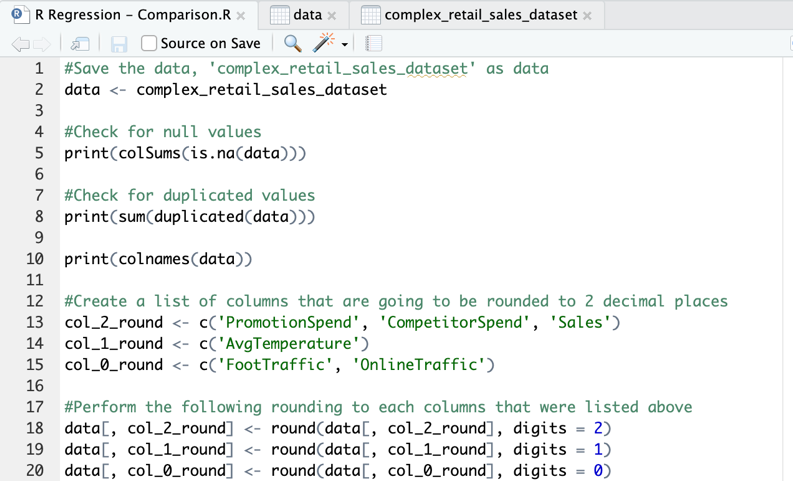 R Regression – Comparison.R
data
complex_retail_sales_dataset
Source on Save
1 #Save the data, 'complex_retail_sales_dataset' as data
2 data <- complex_retail_sales_dataset
3
4 #Check for null values
5 print(colSums(is.na(data)))
6
7 #Check for duplicated values
8 print(sum(duplicated(data)))
9
10 print(colnames(data))
11
12 #Create a list of columns that are going to be rounded to 2 decimal places
13 col_2_round <- c('PromotionSpend', 'CompetitorSpend', 'Sales')
14 col_1_round <- c('AvgTemperature')
15 col_0_round <- c('FootTraffic', 'OnlineTraffic')
16
17 #Perform the following rounding to each columns that were listed above
18 data[, col_2_round] <- round(data[, col_2_round], digits = 2)
19 data[, col_1_round] <- round(data[, col_1_round], digits = 1)
20 data[, col_0_round] <- round(data[, col_0_round], digits = 0)